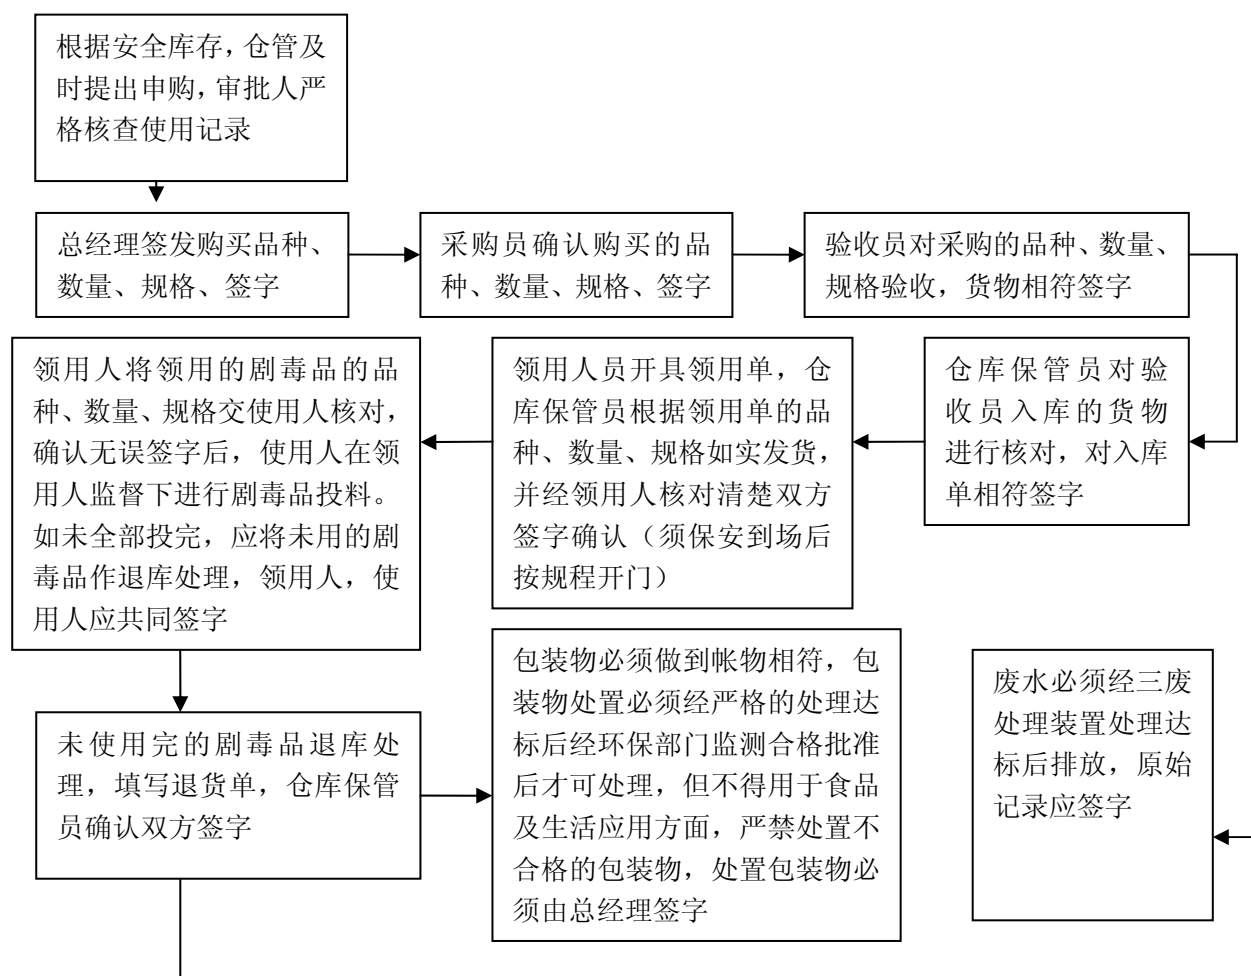 根据安全库存，仓管及
时提出申购，审批人严
格核查使用记录
总经理签发购买品种、
数量、规格、签字
采购员确认购买的品
种、数量、规格、签字
验收员对采购的品种、数量、
规格验收，货物相符签字
仓库保管员对验
收员入库的货物
进行核对，对入库
单相符签字
领用人员开具领用单，仓
库保管员根据领用单的品
种、数量、规格如实发货，
并经领用人核对清楚双方
签字确认（须保安到场后
按规程开门）
领用人将领用的剧毒品的品
种、数量、规格交使用人核对，
确认无误签字后，使用人在领
用人监督下进行剧毒品投料。
如未全部投完，应将未用的剧
毒品作退库处理，领用人，使
用人应共同签字
未使用完的剧毒品退库处
理，填写退货单，仓库保管
员确认双方签字
包装物必须做到帐物相符，包
装物处置必须经严格的处理达
标后经环保部门监测合格批准
后才可处理，但不得用于食品
及生活应用方面，严禁处置不
合格的包装物，处置包装物必
须由总经理签字
废水必须经三废
处理装置处理达
标后排放，原始
记录应签字